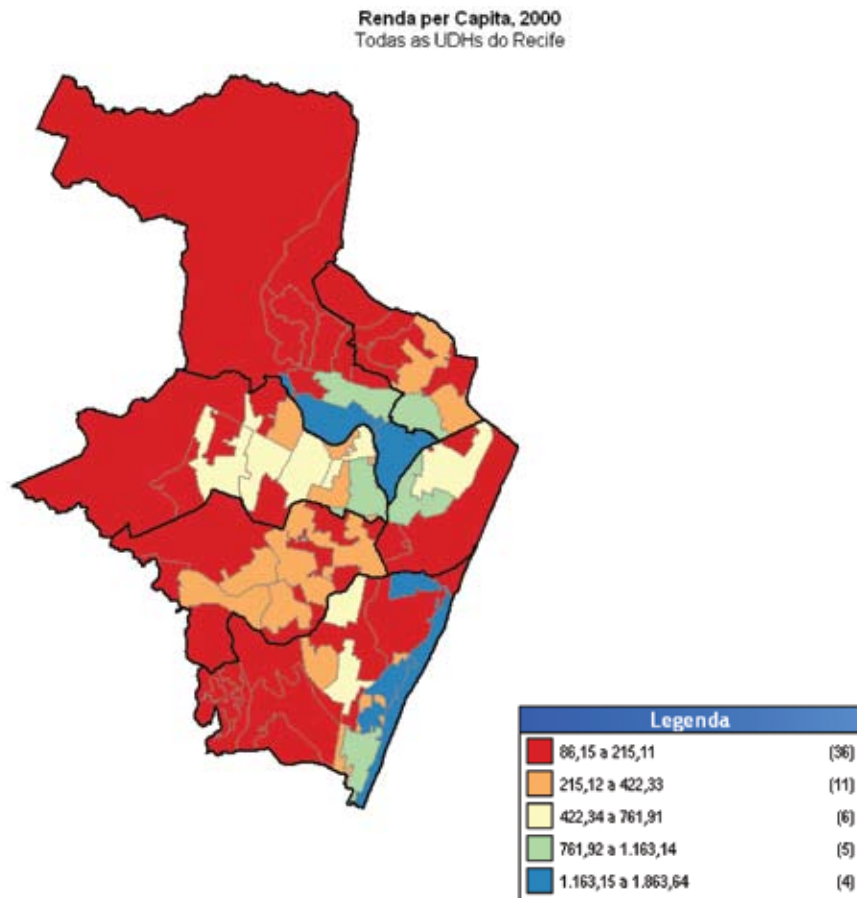 Renda per Capita, 2000
Todas as UDHs do Recife
Legenda
86,15 a 215,11 (36)
215,12 a 422,33 (11)
422,34 a 761,91 (6)
761,92 a 1.163,14 (5)
1.163,15 a 1.863,64 (4)